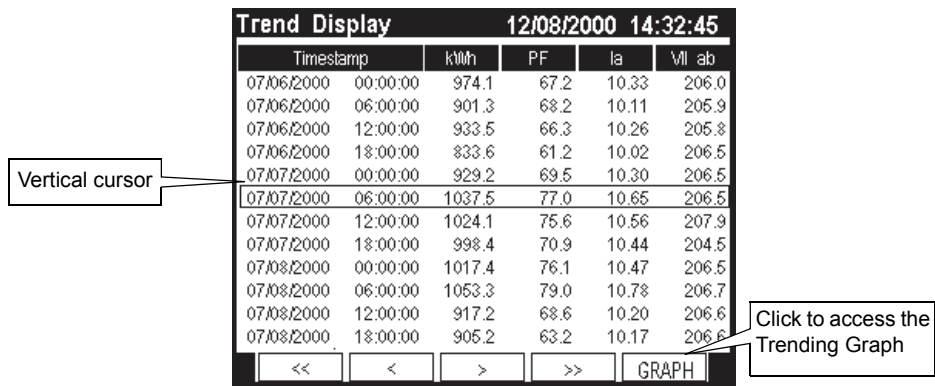 Trend Display 12/08/2000 14:32:45
Timestamp kWh PF Ia Vll ab
07/06/2000 00:00:00 974.1 67.2 10.33 206.0
07/06/2000 06:00:00 901.3 68.2 10.11 205.9
07/06/2000 12:00:00 933.5 66.3 10.26 205.8
07/06/2000 18:00:00 833.6 61.2 10.02 206.5
07/07/2000 00:00:00 929.2 69.5 10.30 206.5
Vertical cursor
07/07/2000 06:00:00 1037.5 77.0 10.65 206.5
07/07/2000 12:00:00 1024.1 75.6 10.56 207.9
07/07/2000 18:00:00 998.4 70.9 10.44 204.5
07/08/2000 00:00:00 1017.4 76.1 10.47 206.5
07/08/2000 06:00:00 1053.3 79.0 10.78 206.7
07/08/2000 12:00:00 917.2 68.6 10.20 206.6
07/08/2000 18:00:00 905.2 63.2 10.17 206.6
Click to access the
Trending Graph
<< < > >> GRAPH